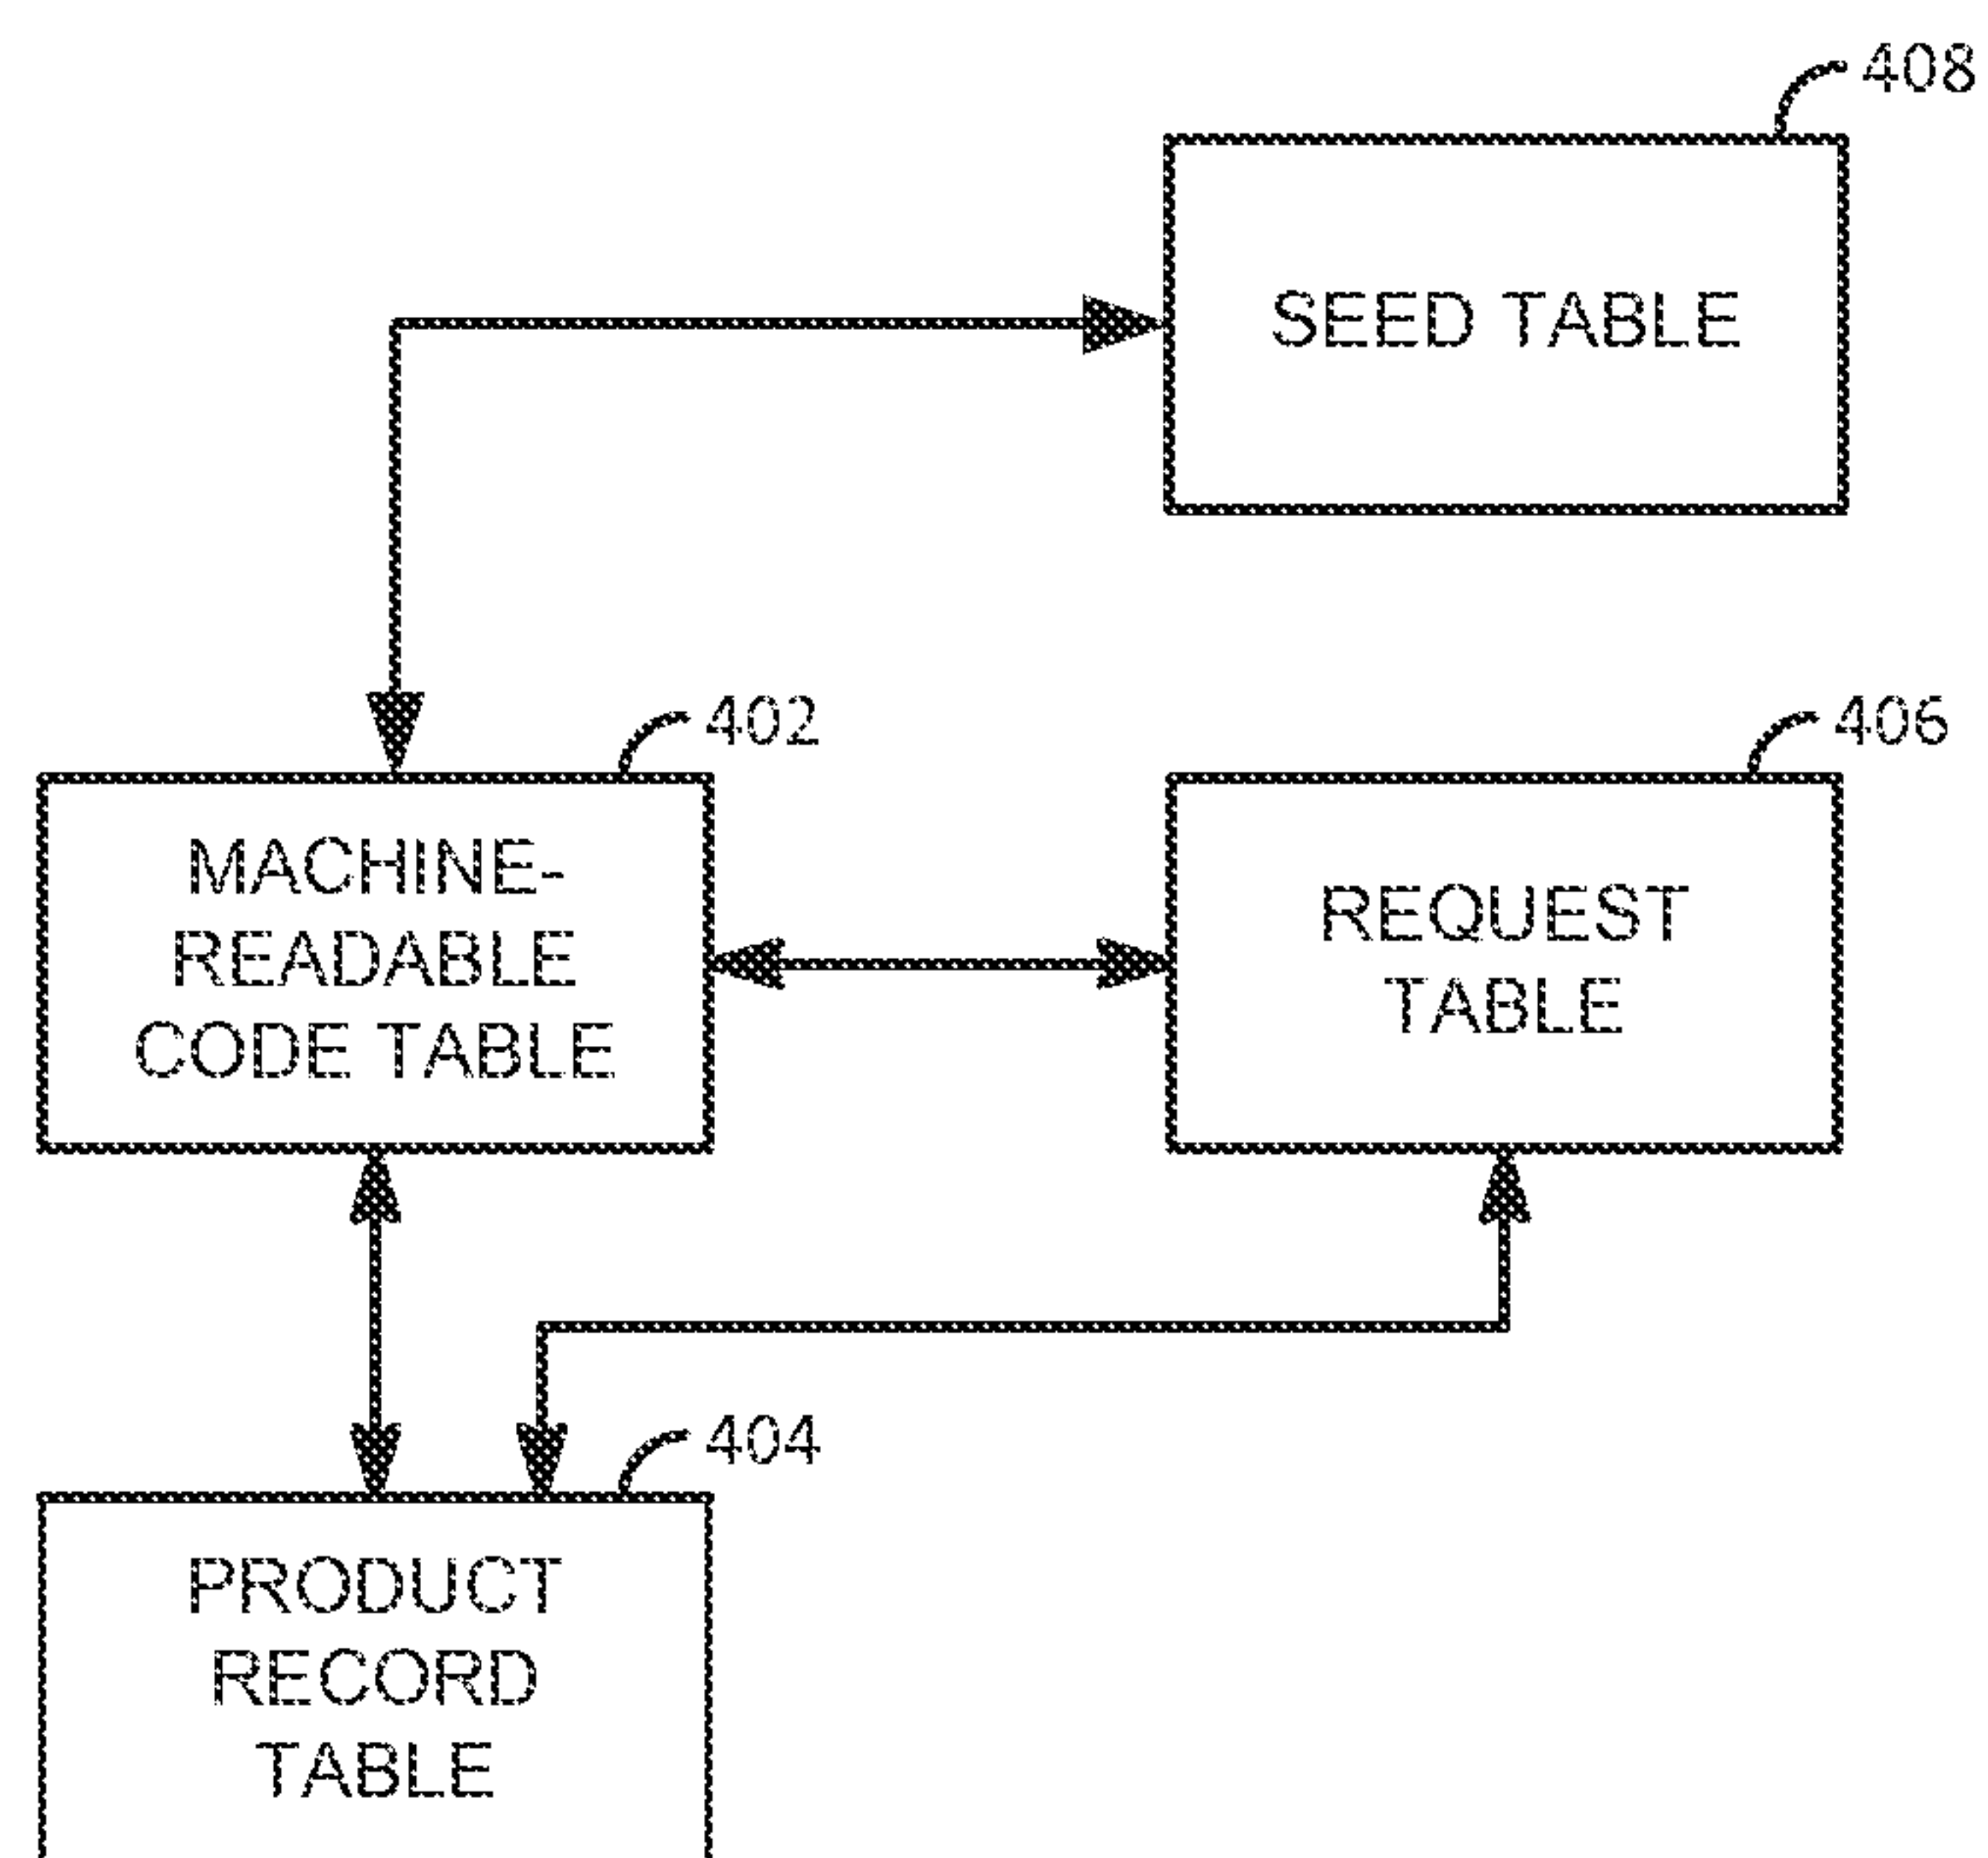 408
SEED TABLE
402
406
MACHINE-
READABLE
CODE TABLE
REQUEST
TABLE
404
PRODUCT
RECORD
TABLE